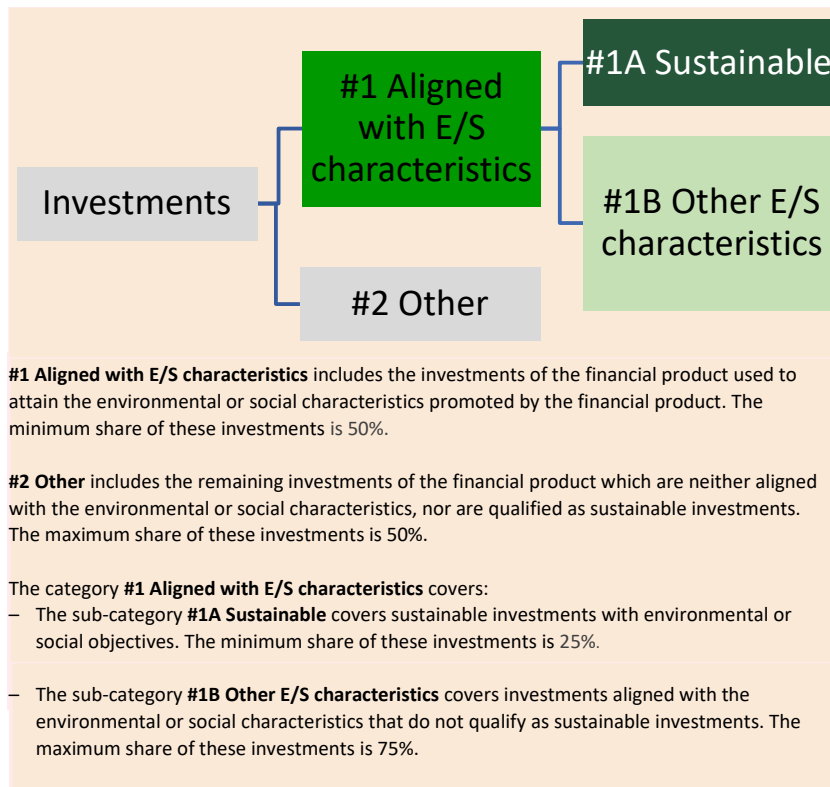 #1 Aligned
with E/S
characteristics
#1A Sustainable
Investments
#1B Other E/S
characteristics
#2 Other
#1 Aligned with E/S characteristics includes the investments of the financial product used to
attain the environmental or social characteristics promoted by the financial product. The
minimum share of these investments is 50%.
#2 Other includes the remaining investments of the financial product which are neither aligned
with the environmental or social characteristics, nor are qualified as sustainable investments.
The maximum share of these investments is 50%.
The category #1 Aligned with E/S characteristics covers:
– The sub-category #1A Sustainable covers sustainable investments with environmental or
social objectives. The minimum share of these investments is 25%.
– The sub-category #1B Other E/S characteristics covers investments aligned with the
environmental or social characteristics that do not qualify as sustainable investments. The
maximum share of these investments is 75%.